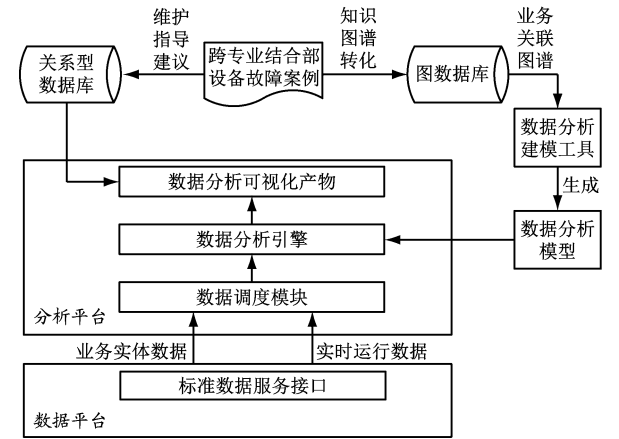 维护
指导
建议
知识
图谱
转化
业务
关联
图谱
关系型
数据库
跨专业结合部
设备故障案例
图数据库
数据分析
建模工具
生成
数据分析
模型
数据分析可视化产物
数据分析引擎
数据调度模块
分析平台
业务实体数据
实时运行数据
标准数据服务接口
数据平台